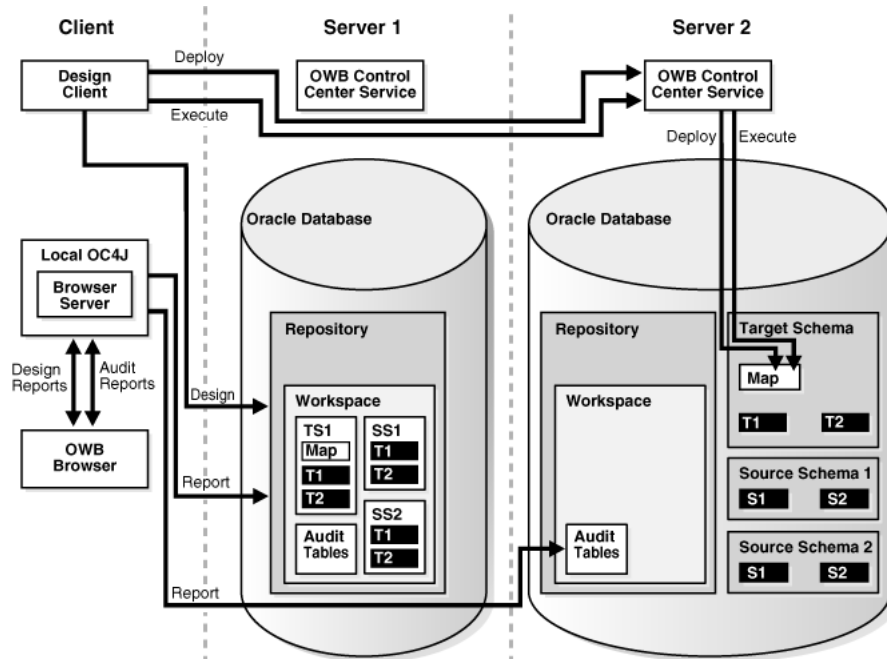 Client
Server 1
Server 2
Design
Client
Deploy
Execute
OWB Control
Center Service
OWB Control
Center Service
Deploy
Execute
Local OC4J
Browser
Server
Design
Reports
Audit
Reports
OWB
Browser
Design
Report
Report
Oracle Database
Repository
Workspace
TS1
Map
T1
T2
SS1
T1
T2
Audit
Tables
SS2
T1
T2
Oracle Database
Repository
Workspace
Audit
Tables
Target Schema
Map
T1
T2
Source Schema 1
S1
S2
Source Schema 2
S1
S2